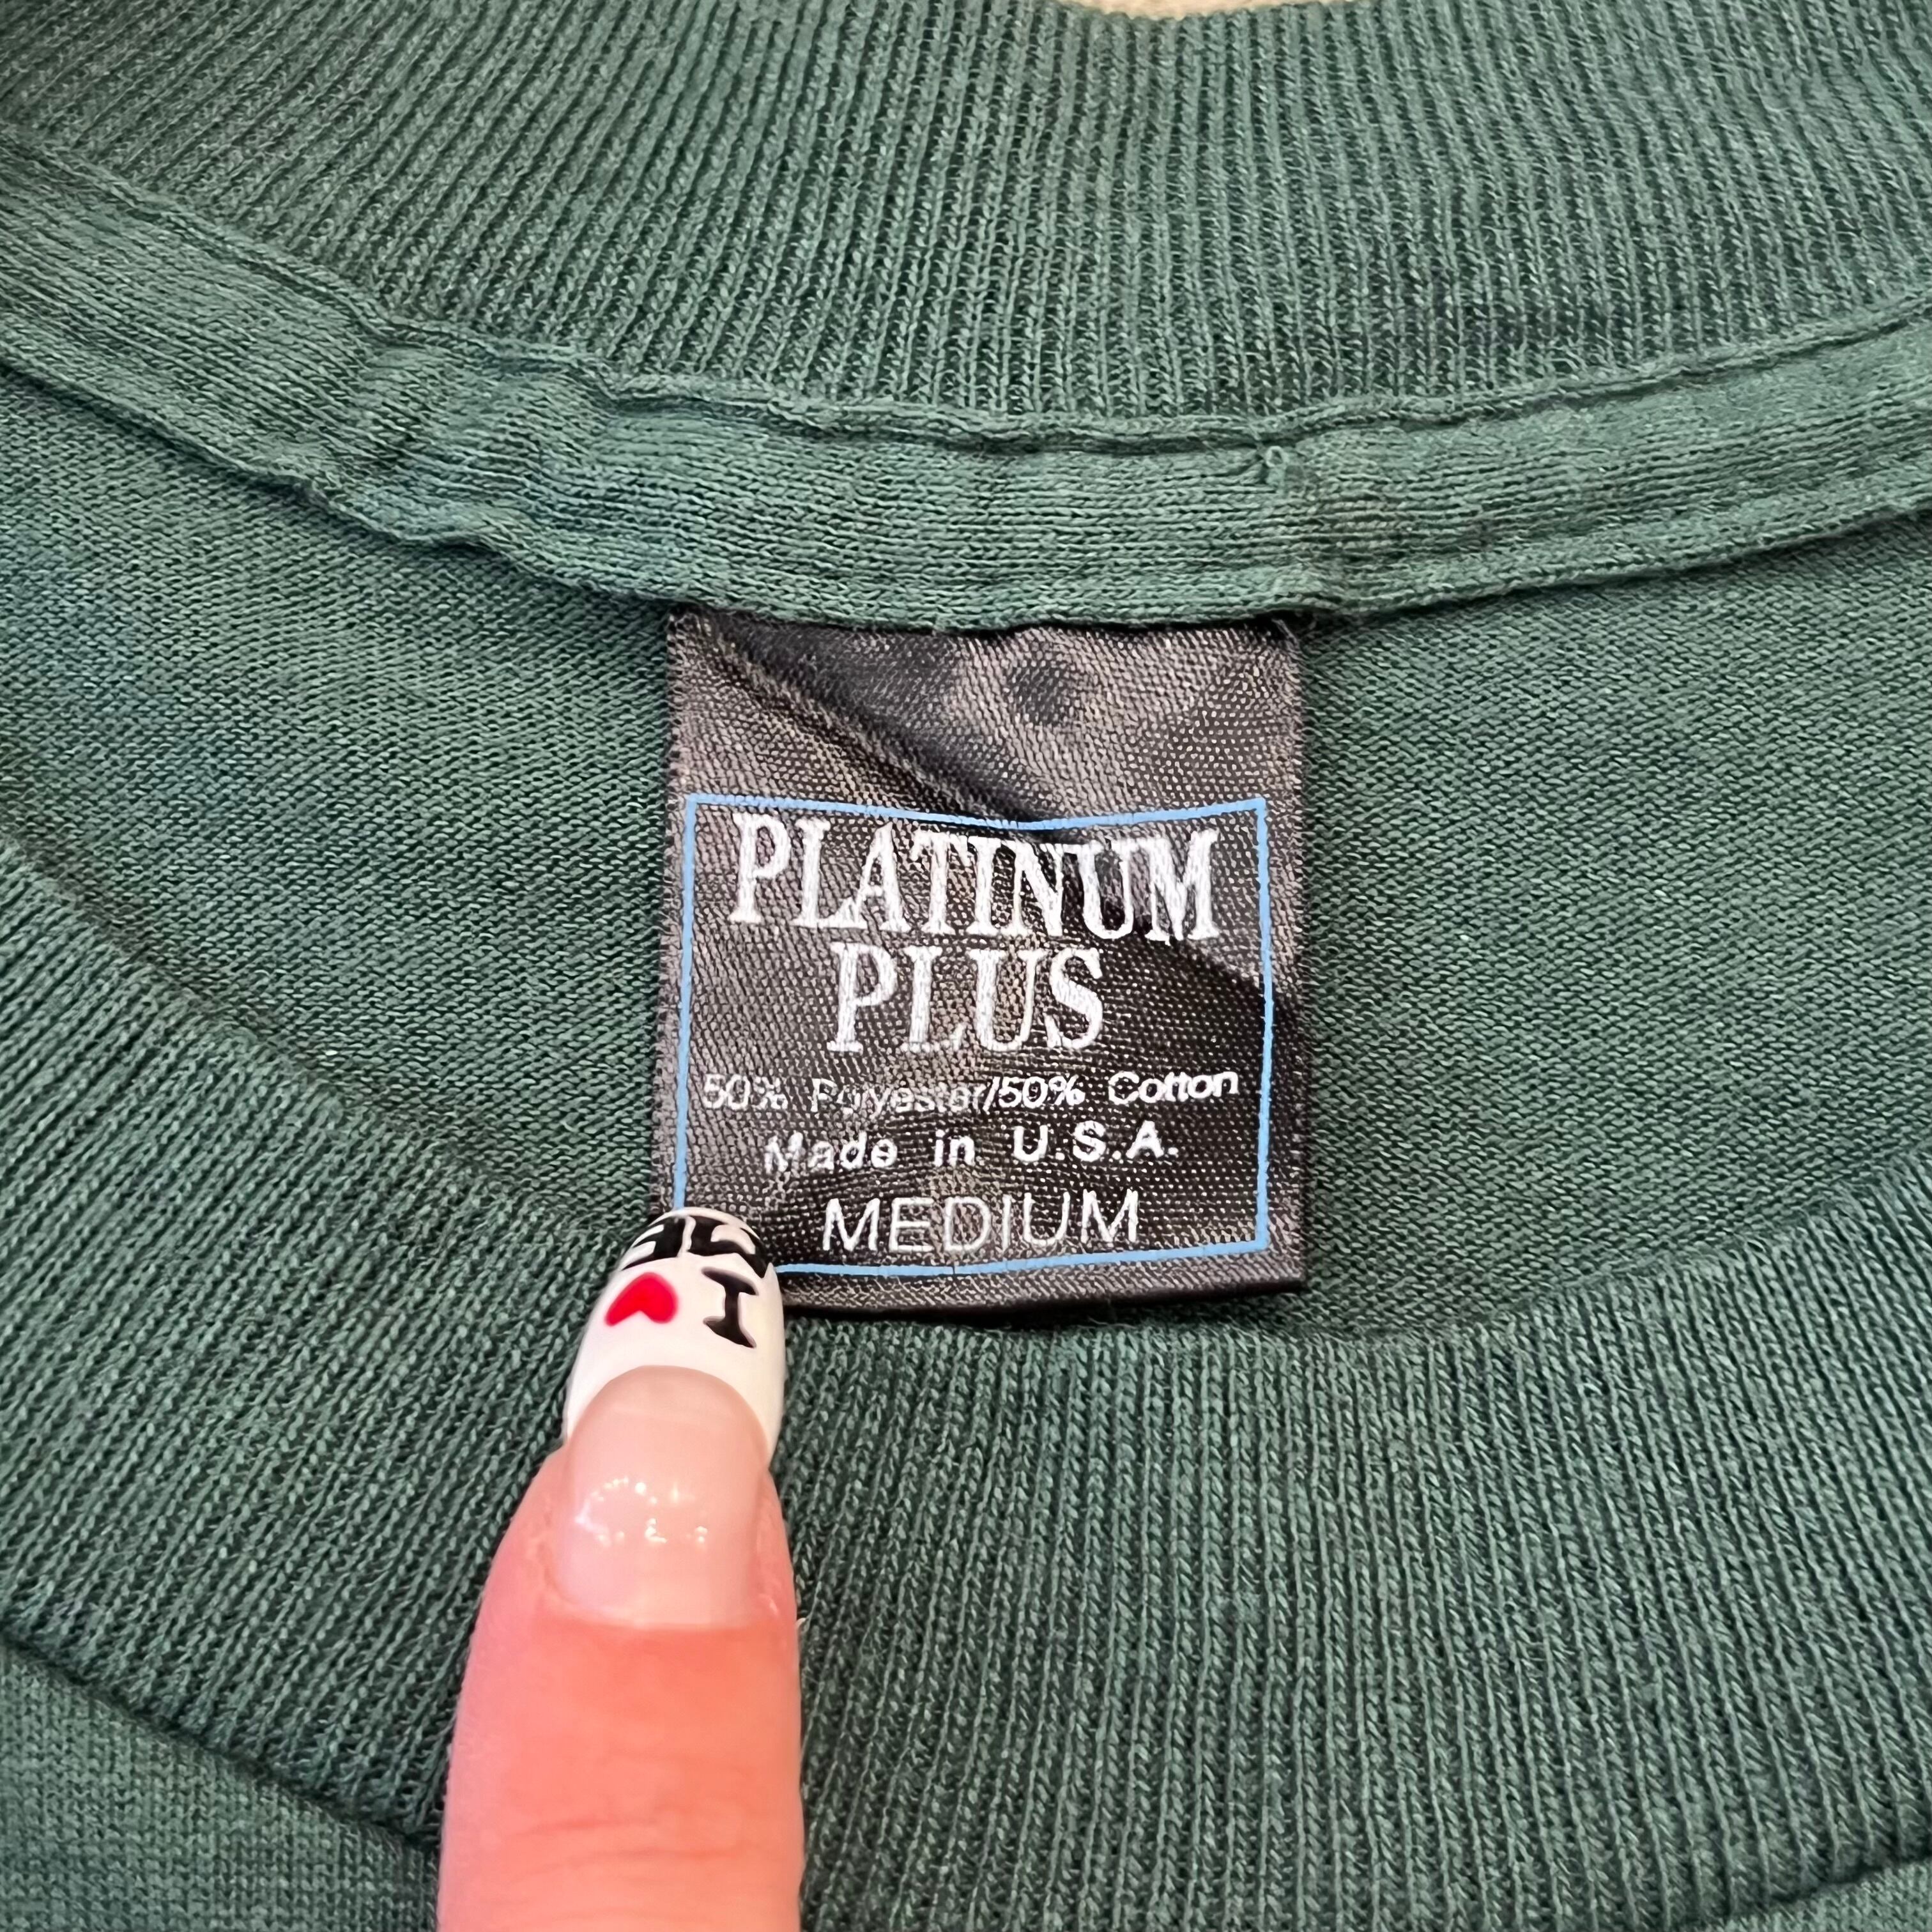 PLATINUM
PLUS
50% Polyester/50% Cotton
Made in U.S.A.
MEDIUM
I